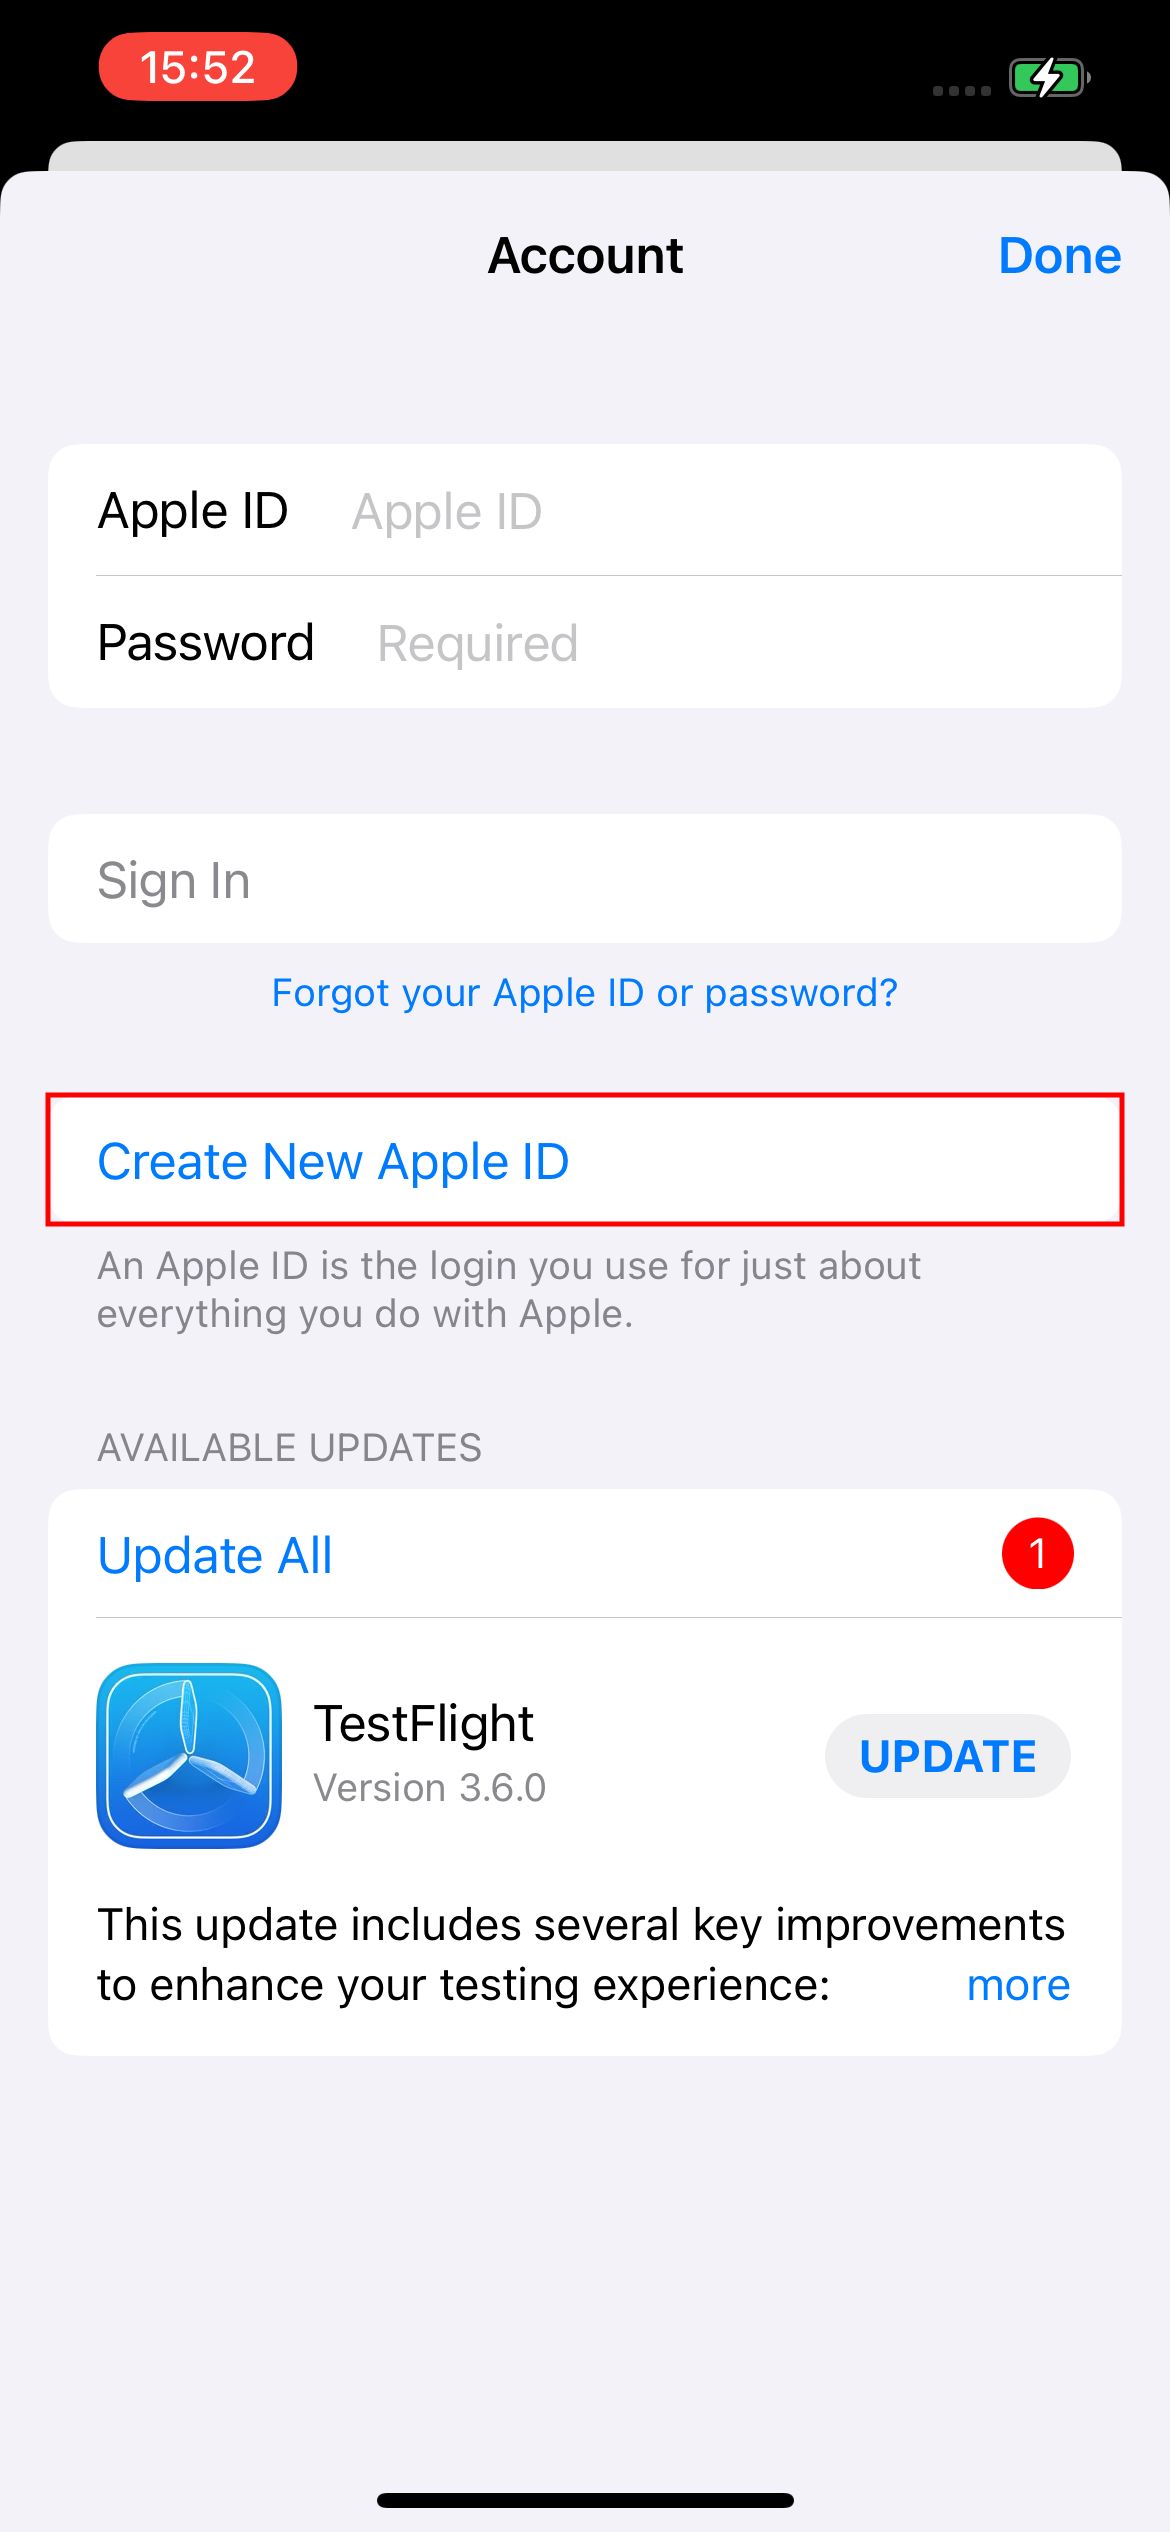 15:52
Account
Done
Apple ID Apple ID
Password Required
Sign In
Forgot your Apple ID or password?
Create New Apple ID
An Apple ID is the login you use for just about
everything you do with Apple.
AVAILABLE UPDATES
Update All 1
TestFlight
Version 3.6.0
UPDATE
This update includes several key improvements
to enhance your testing experience: more